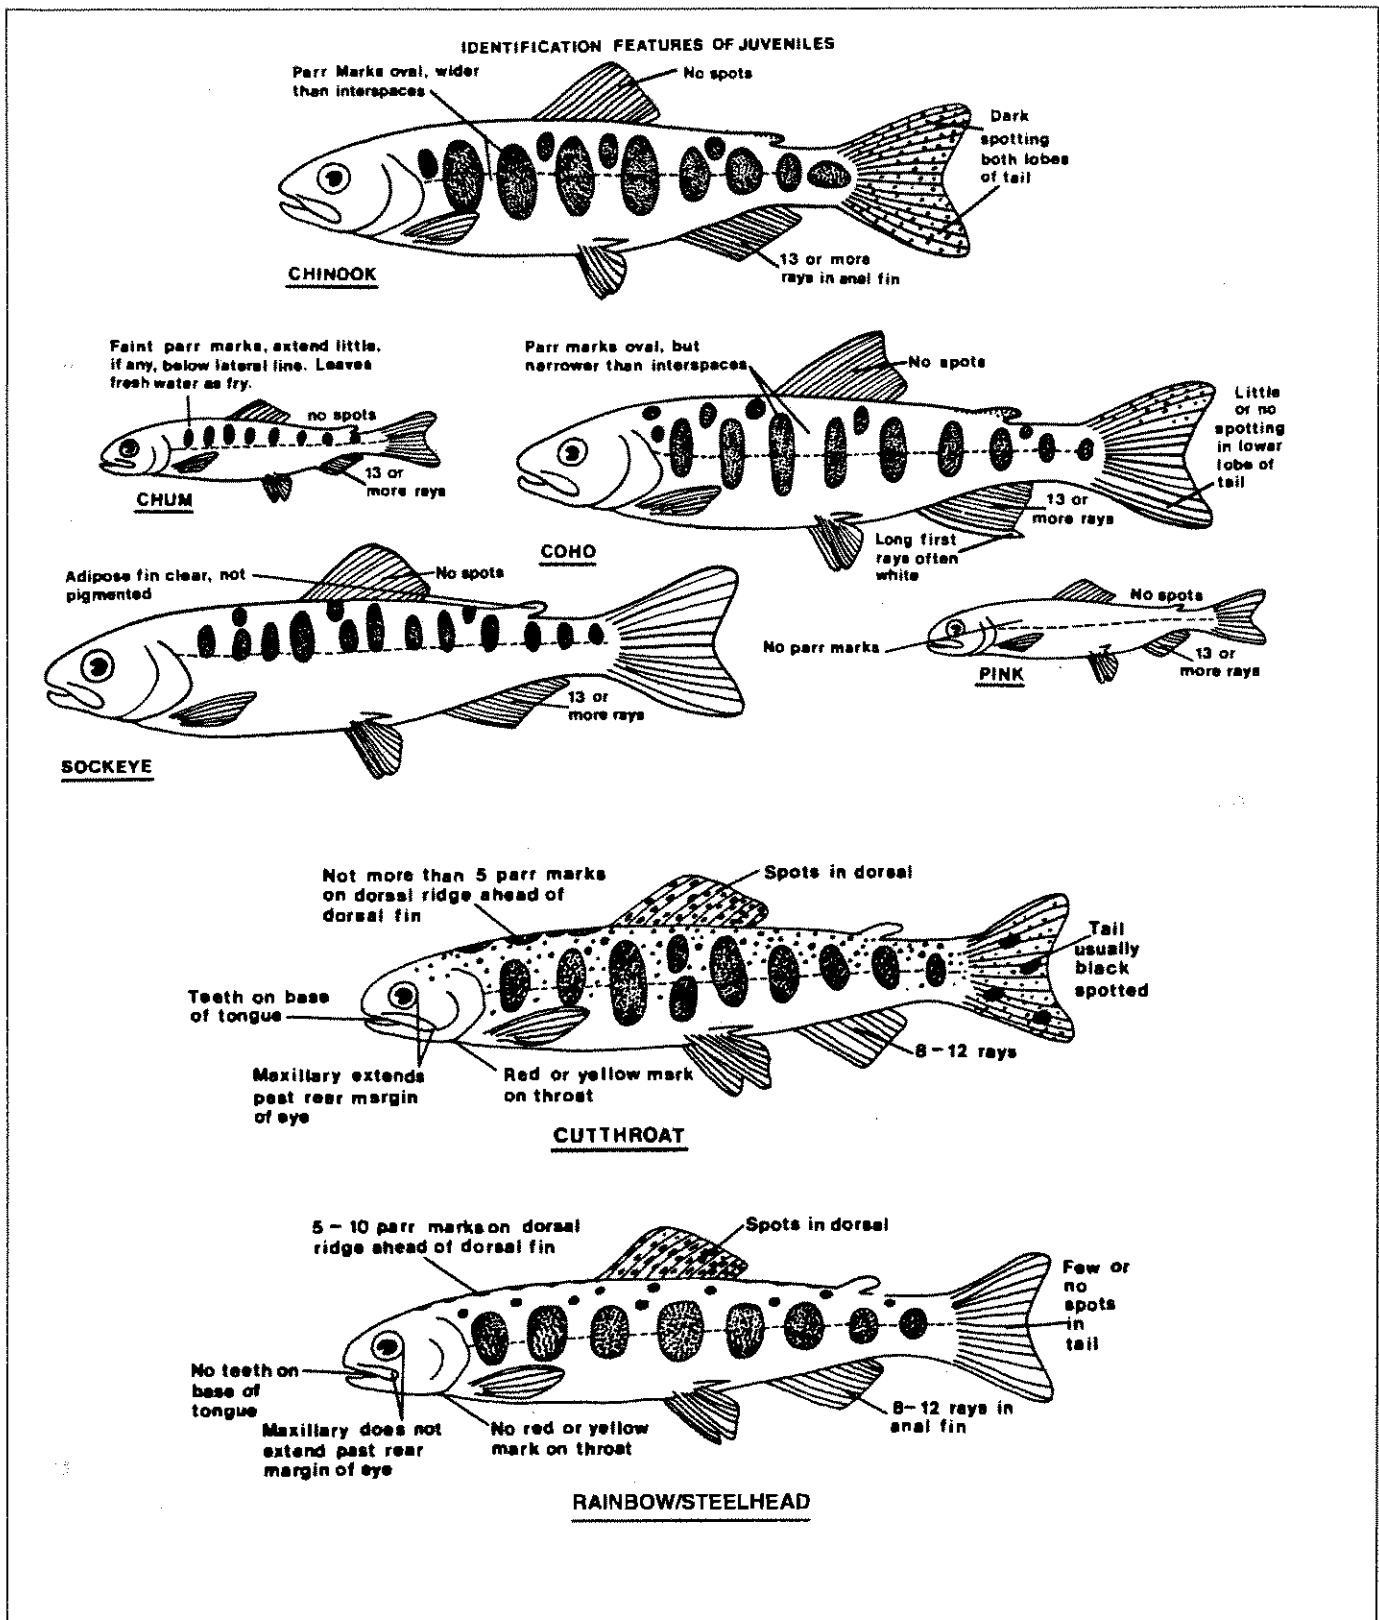 IDENTIFICATION FEATURES OF JUVENILES
Parr Marks oval, wider
than interspaces
No spots
Dark
spotting
both lobes
of tail
13 or more
rays in anal fin
CHINOOK
Faint parr marks, extend little,
if any, below lateral line. Leaves
fresh water as fry.
no spots
13 or
more rays
CHUM
Parr marks oval, but
narrower than interspaces
No spots
Little
or no
spotting
in lower
lobe of
tail
13 or
more rays
Long first
rays often
white
COHO
Adipose fin clear, not
pigmented
No spots
13 or
more rays
SOCKEYE
No spots
No parr marks
13 or
more rays
PINK
Not more than 5 parr marks
on dorsal ridge ahead of
dorsal fin
Spots in dorsal
Tail
usually
black
spotted
Teeth on base
of tongue
8-12 rays
Maxillary extends
past rear margin
of eye
Red or yellow mark
on throat
CUTTHROAT
5-10 parr marks on dorsal
ridge ahead of dorsal fin
Spots in dorsal
Few or
no
spots
in
tail
No teeth on
base of
tongue
Maxillary does not
extend past rear
margin of eye
No red or yellow
mark on throat
8-12 rays in
anal fin
RAINBOW/STEELHEAD